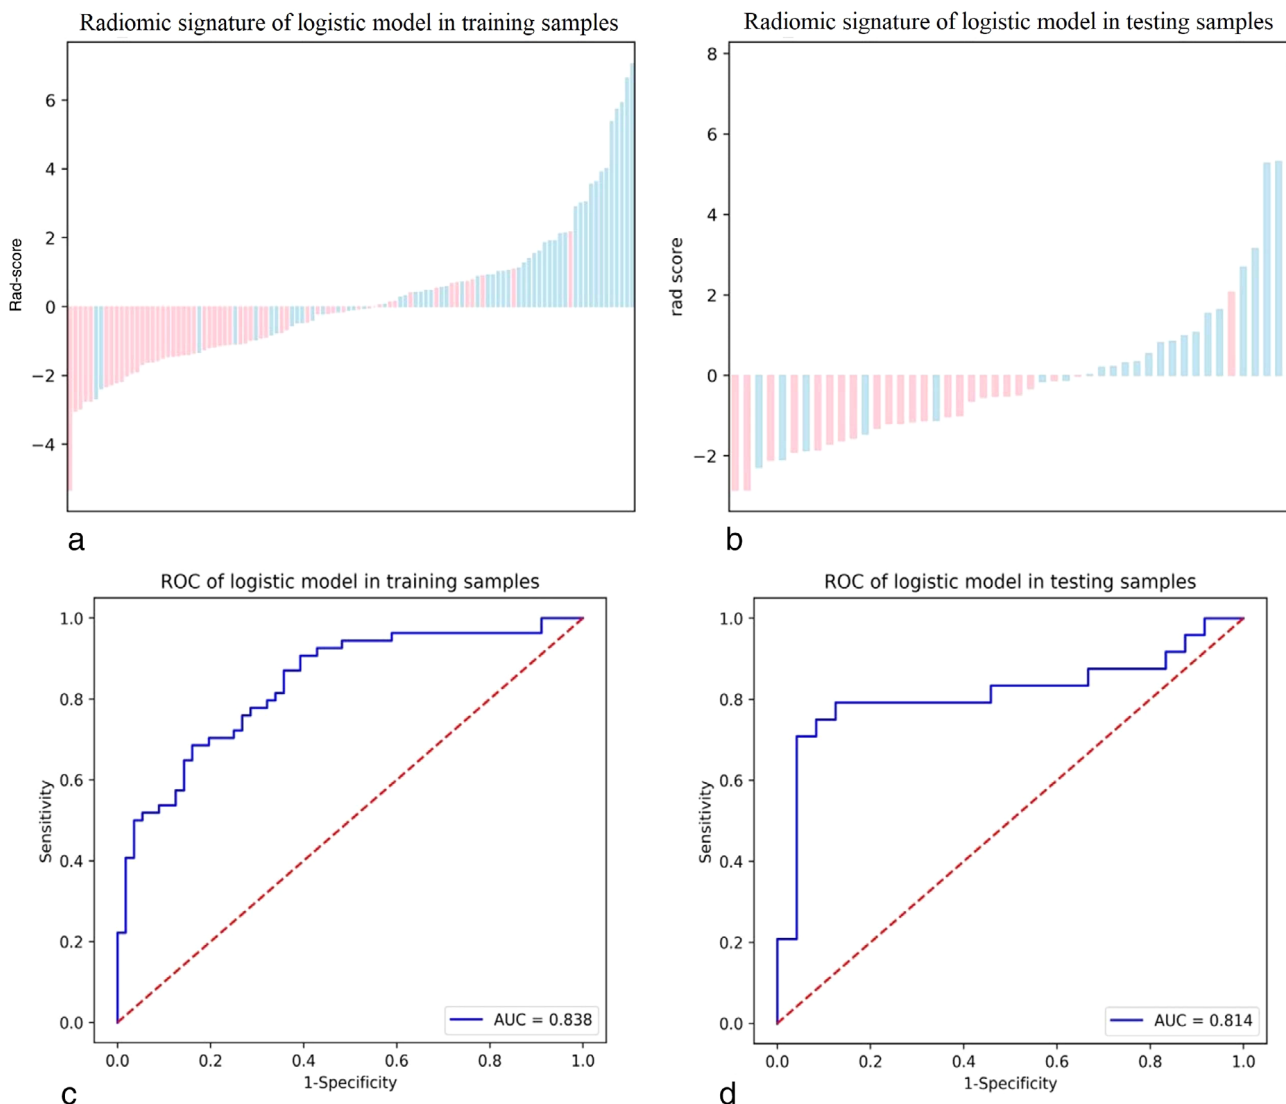 Radiomic signature of logistic model in training samples
Rad-score
6
4
2
0
−2
−4
a
Radiomic signature of logistic model in testing samples
rad score
8
6
4
2
0
−2
b
ROC of logistic model in training samples
Sensitivity
1.0
0.8
0.6
0.4
0.2
0.0
0.0 0.2 0.4 0.6 0.8 1.0
1-Specificity
AUC = 0.838
c
ROC of logistic model in testing samples
Sensitivity
1.0
0.8
0.6
0.4
0.2
0.0
0.0 0.2 0.4 0.6 0.8 1.0
1-Specificity
AUC = 0.814
d